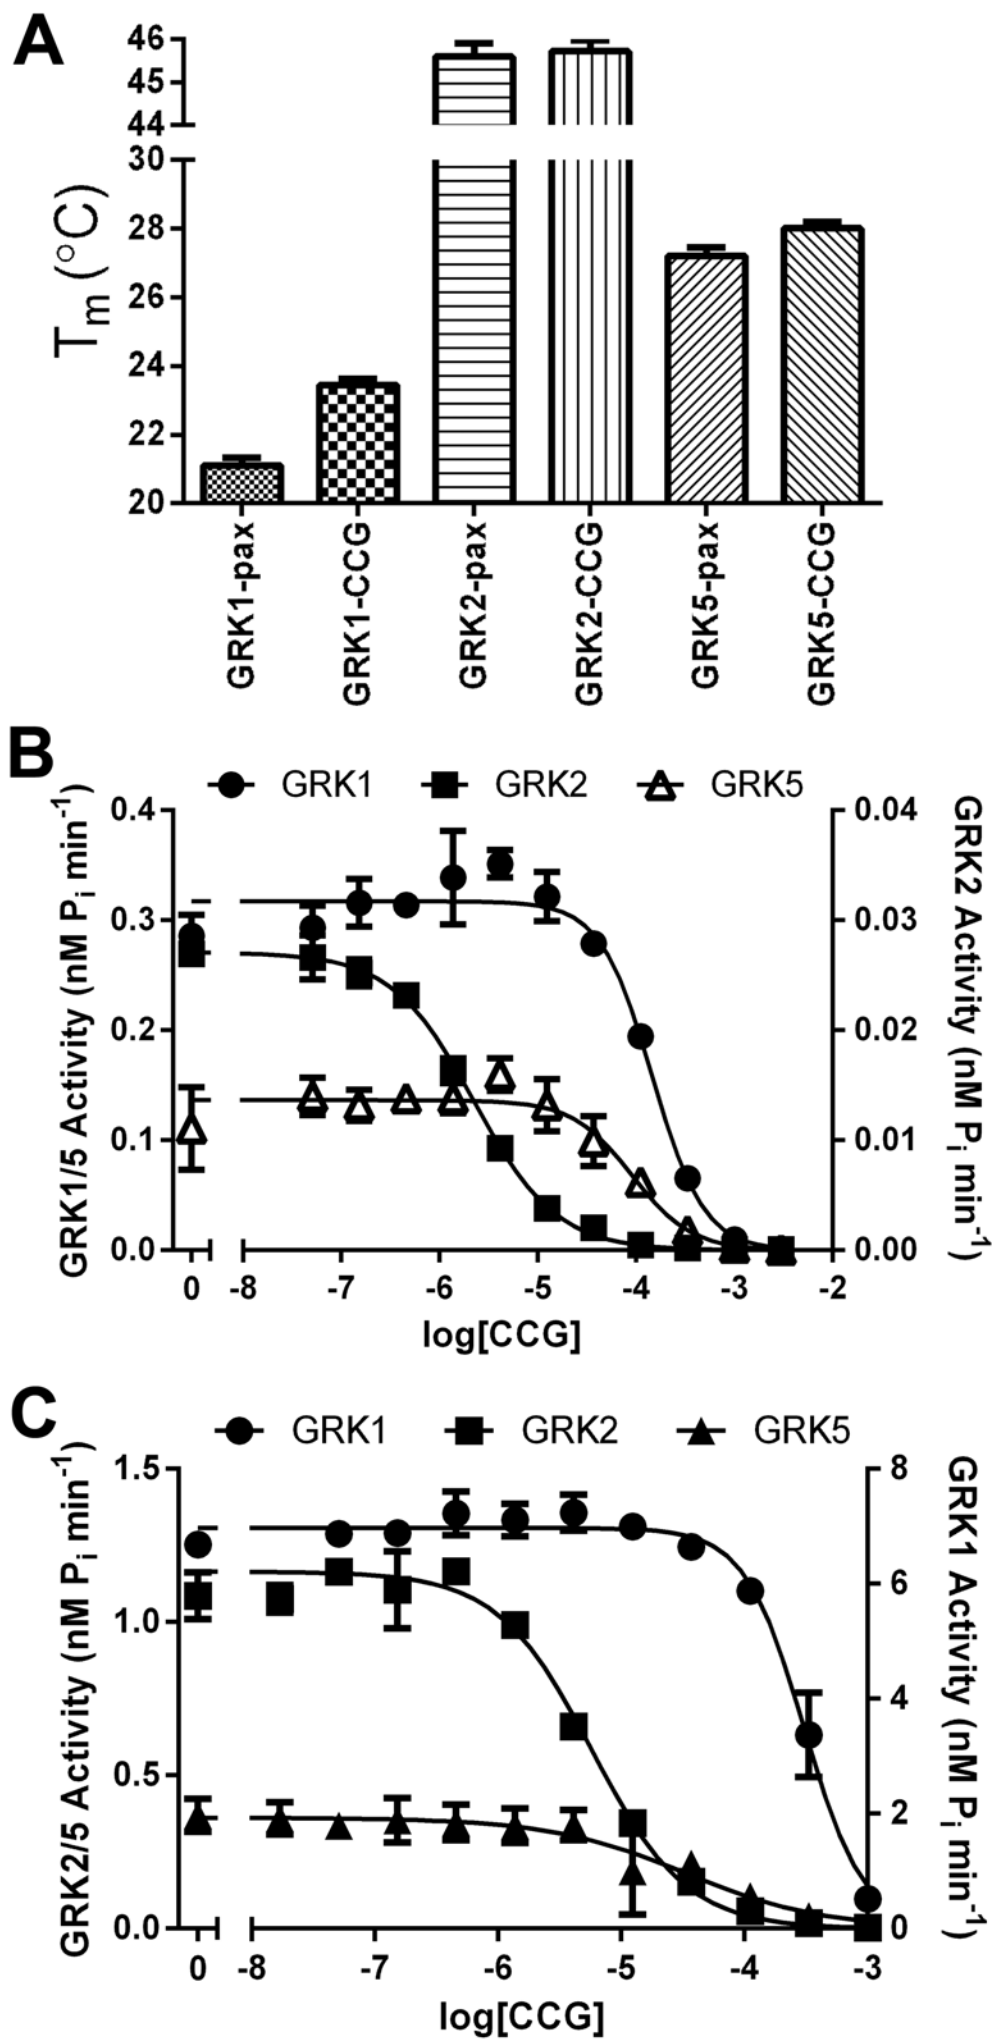 A
46
45
44
30
28
26
24
22
20
Tm (°C)
GRK1-pax
GRK1-CCG
GRK2-pax
GRK2-CCG
GRK5-pax
GRK5-CCG
B
GRK1 GRK2 GRK5
GRK1/5 Activity (nM Pi min-1)
0.4
0.3
0.2
0.1
0.0
0.04
0.03
0.02
0.01
0.00
GRK2 Activity (nM Pi min-1)
0 -8 -7 -6 -5 -4 -3 -2
log[CCG]
C
GRK1 GRK2 GRK5
GRK2/5 Activity (nM Pi min-1)
1.5
1.0
0.5
0.0
8
6
4
2
0
GRK1 Activity (nM Pi min-1)
0 -8 -7 -6 -5 -4 -3
log[CCG]